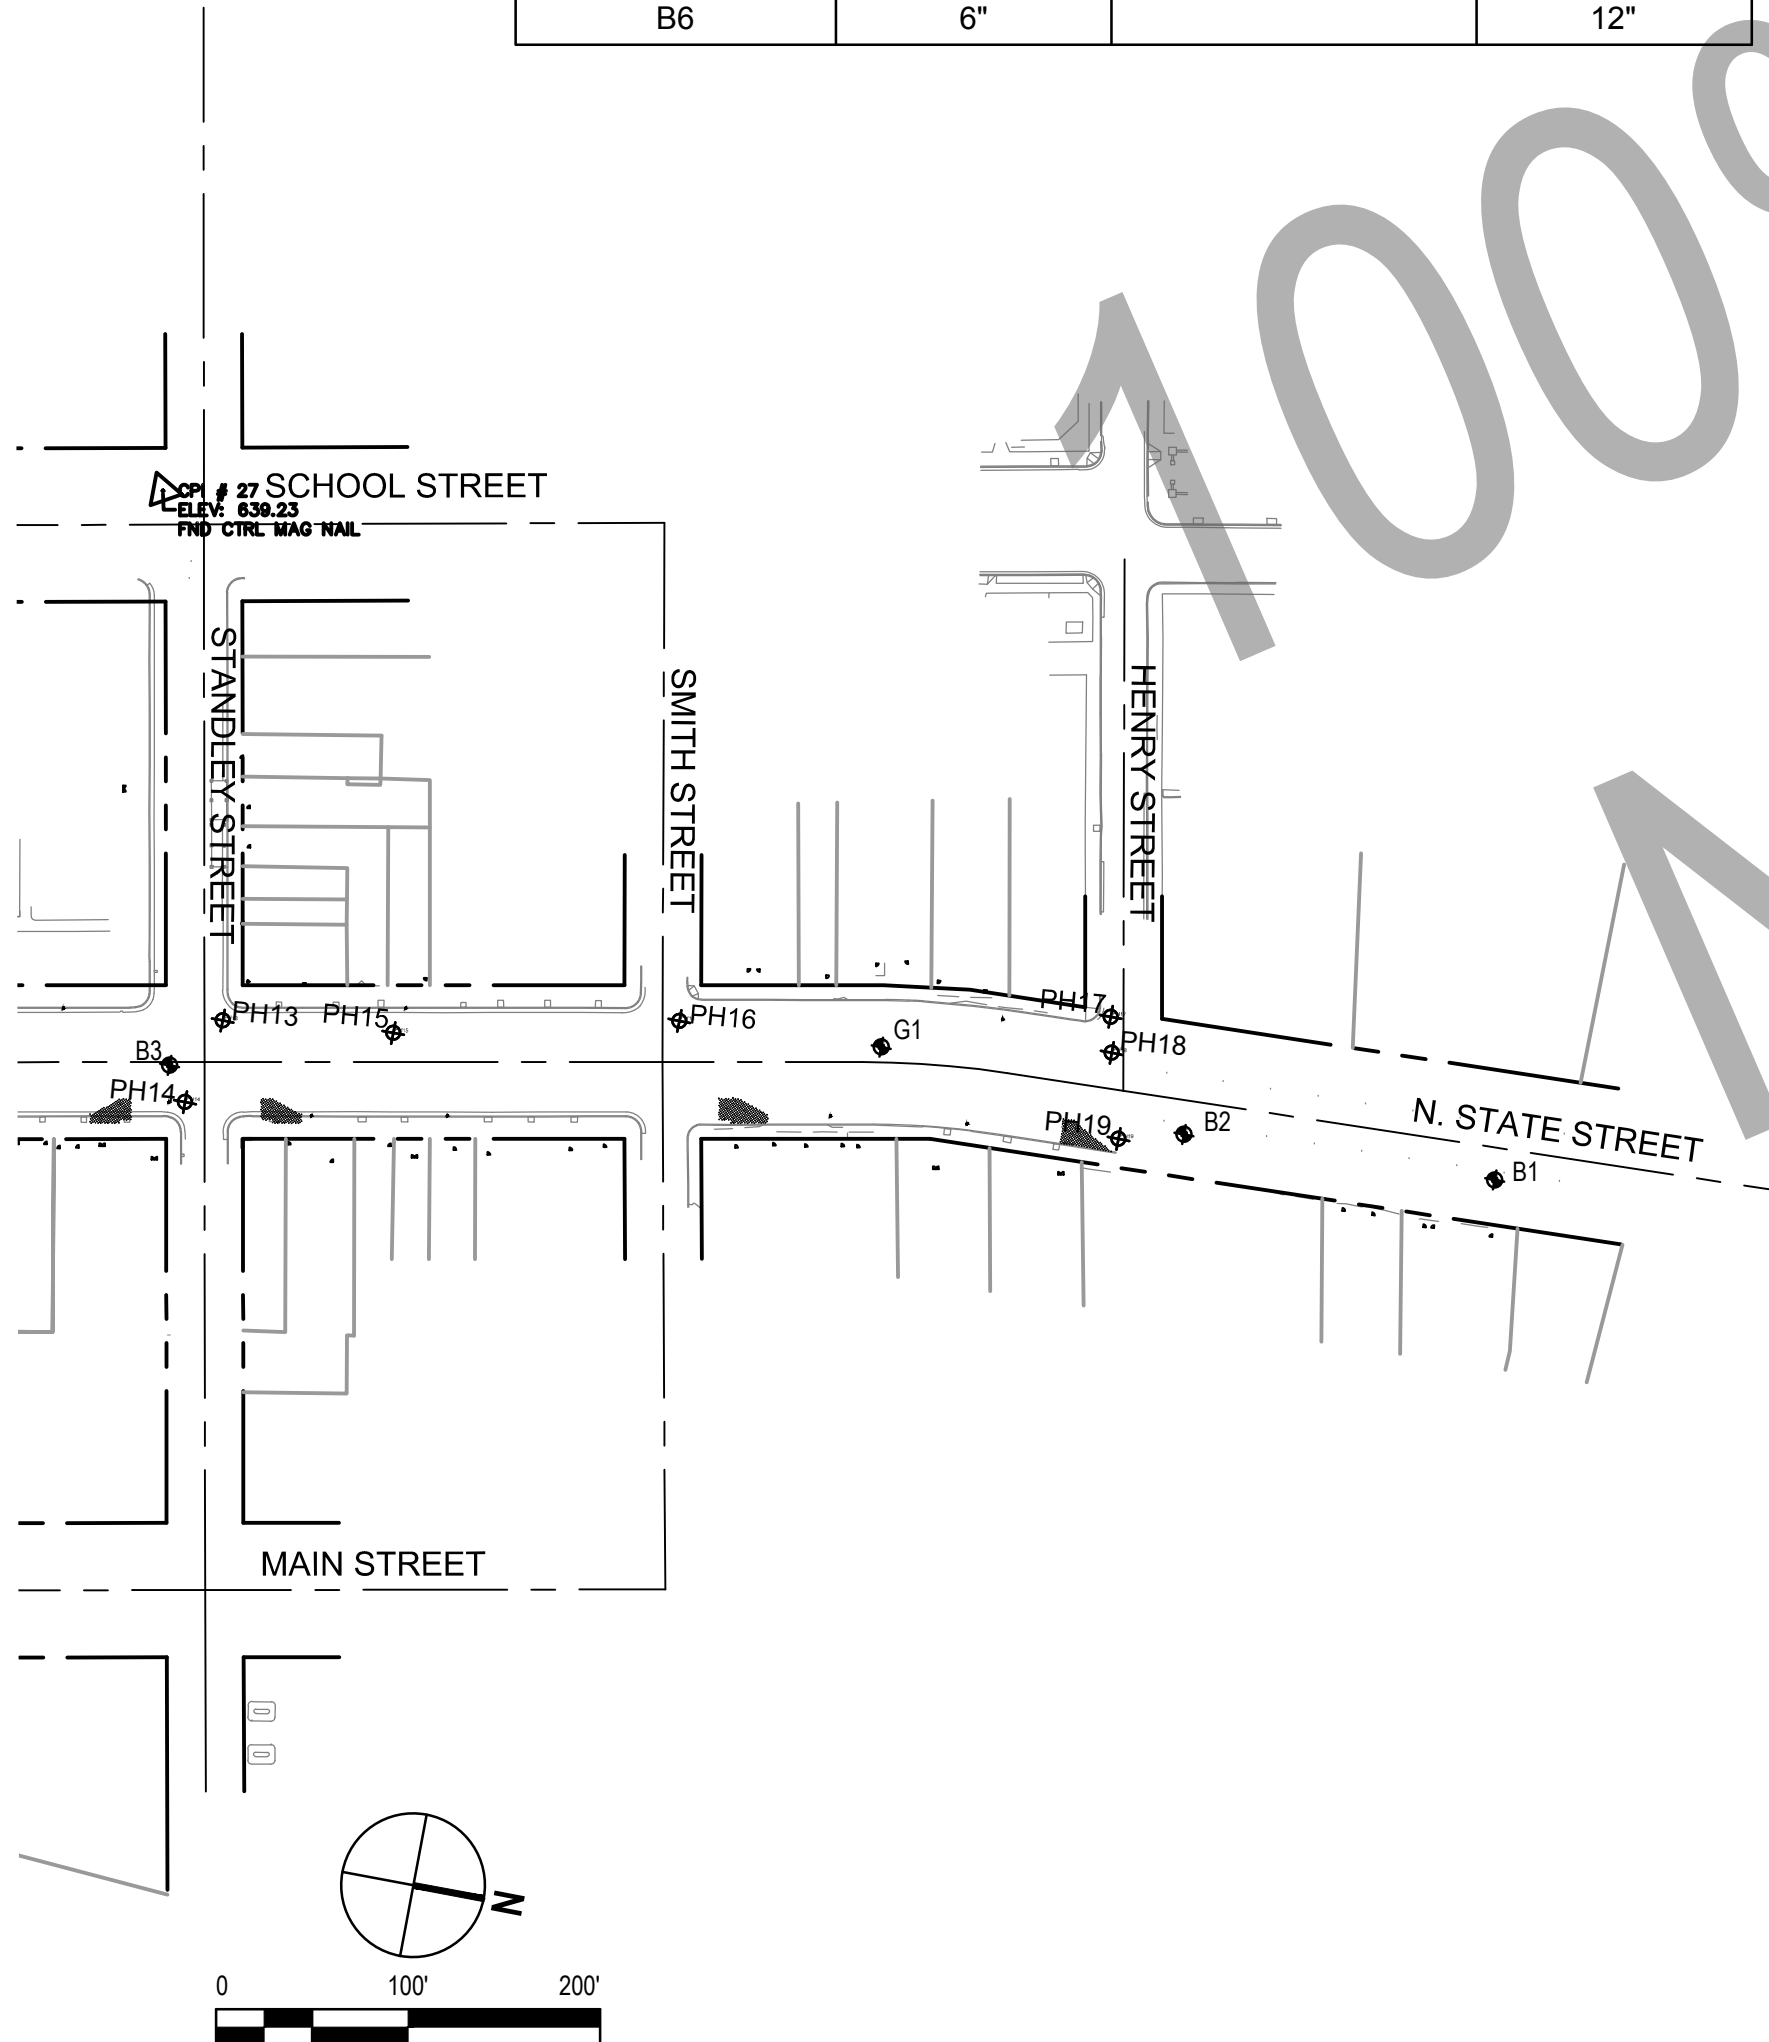 B6 6" 12"
100%
CP# # 27 SCHOOL STREET
ELEV: 639.23
FND CTRL MAG NAIL
STANDLEY STREET
SMITH STREET
HENRY STREET
PH13
PH15
PH16
PH17
G1
PH18
B3
PH14
PH19
B2
N. STATE STREET
B1
MAIN STREET
N
0 100' 200'